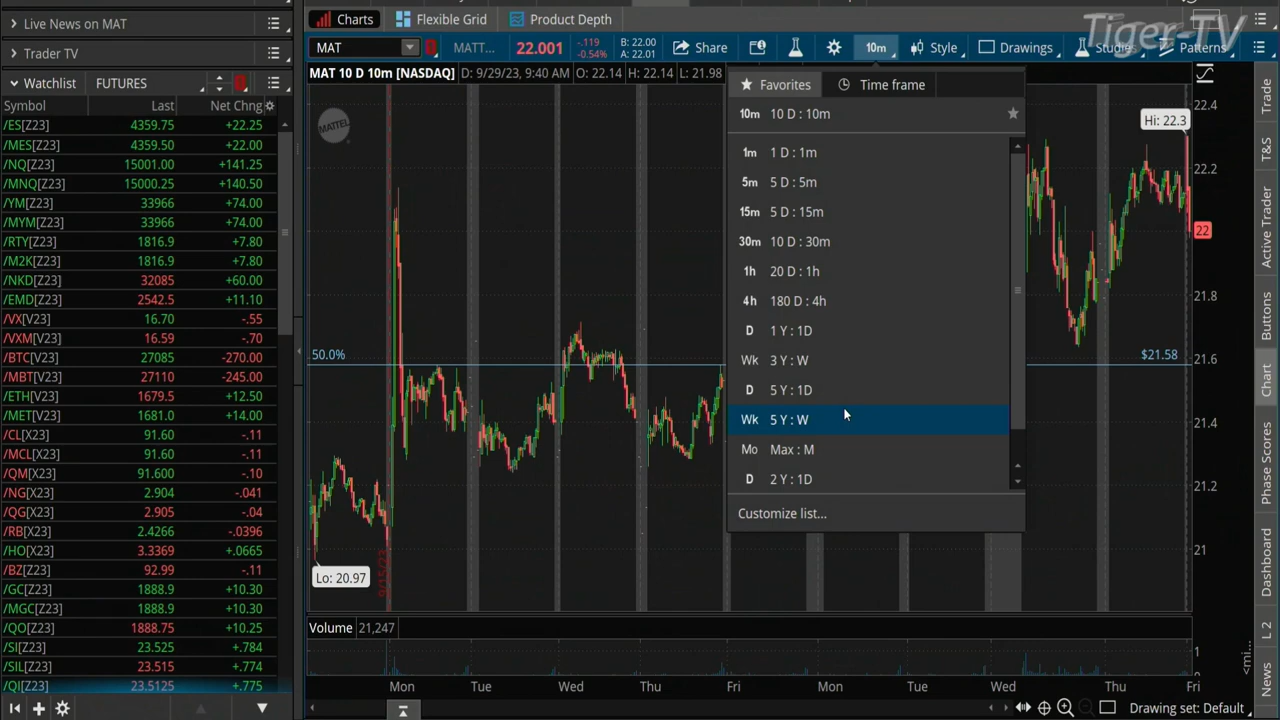 Tiger-TV
Live News on MAT
Trader TV
Watchlist FUTURES
Symbol Last Net Chng
/ES[Z23] 4359.75 +22.25
/MES[Z23] 4359.50 +22.00
/NQ[Z23] 15001.00 +141.25
/MNQ[Z23] 15000.25 +140.50
/YM[Z23] 33966 +74.00
/MYM[Z23] 33966 +74.00
/RTY[Z23] 1816.9 +7.80
/M2K[Z23] 1816.9 +7.80
/NKD[Z23] 32085 +60.00
/EMD[Z23] 2542.5 +11.10
/VX[V23] 16.70 -.55
/VXM[V23] 16.59 -.70
/BTC[V23] 27085 -270.00
/MBT[V23] 27110 -245.00
/ETH[V23] 1679.5 +12.50
/MET[V23] 1681.0 +14.00
/CL[X23] 91.60 -.11
/MCL[X23] 91.60 -.11
/QM[X23] 91.600 -.10
/NG[X23] 2.904 -.041
/QG[X23] 2.905 -.04
/RB[X23] 2.4266 -.0396
/HO[X23] 3.3369 +.0665
/BZ[Z23] 92.99 -.11
/GC[Z23] 1888.9 +10.30
/MGC[Z23] 1888.9 +10.30
/QO[Z23] 1888.75 +10.25
/SI[Z23] 23.525 +.784
/SIL[Z23] 23.515 +.774
/QI[Z23] 23.5125 +.775
Charts Flexible Grid Product Depth
MAT MATT... 22.001 -.119 -0.54% B: 22.00 A: 22.01 Share 10m Style Drawings Studies Patterns
MAT 10 D 10m [NASDAQ] D: 9/29/23, 9:40 AM O: 22.14 H: 22.14 L: 21.98
MATTEL
Favorites Time frame
10m 10 D : 10m
1m 1 D : 1m
5m 5 D : 5m
15m 5 D : 15m
30m 10 D : 30m
1h 20 D : 1h
4h 180 D : 4h
D 1 Y : 1D
Wk 3 Y : W
D 5 Y : 1D
Wk 5 Y : W
Mo Max : M
D 2 Y : 1D
Customize list...
50.0%
$21.58
Hi: 22.3
Lo: 20.97
9/15/23
22.4
22.2
22
21.8
21.6
21.4
21.2
21
Volume 21,247
1
0
Mon Tue Wed Thu Fri Mon Tue Wed Thu Fri
Drawing set: Default
Trade
T&S
Active Trader
Buttons
Chart
Phase Scores
Dashboard
L 2
News